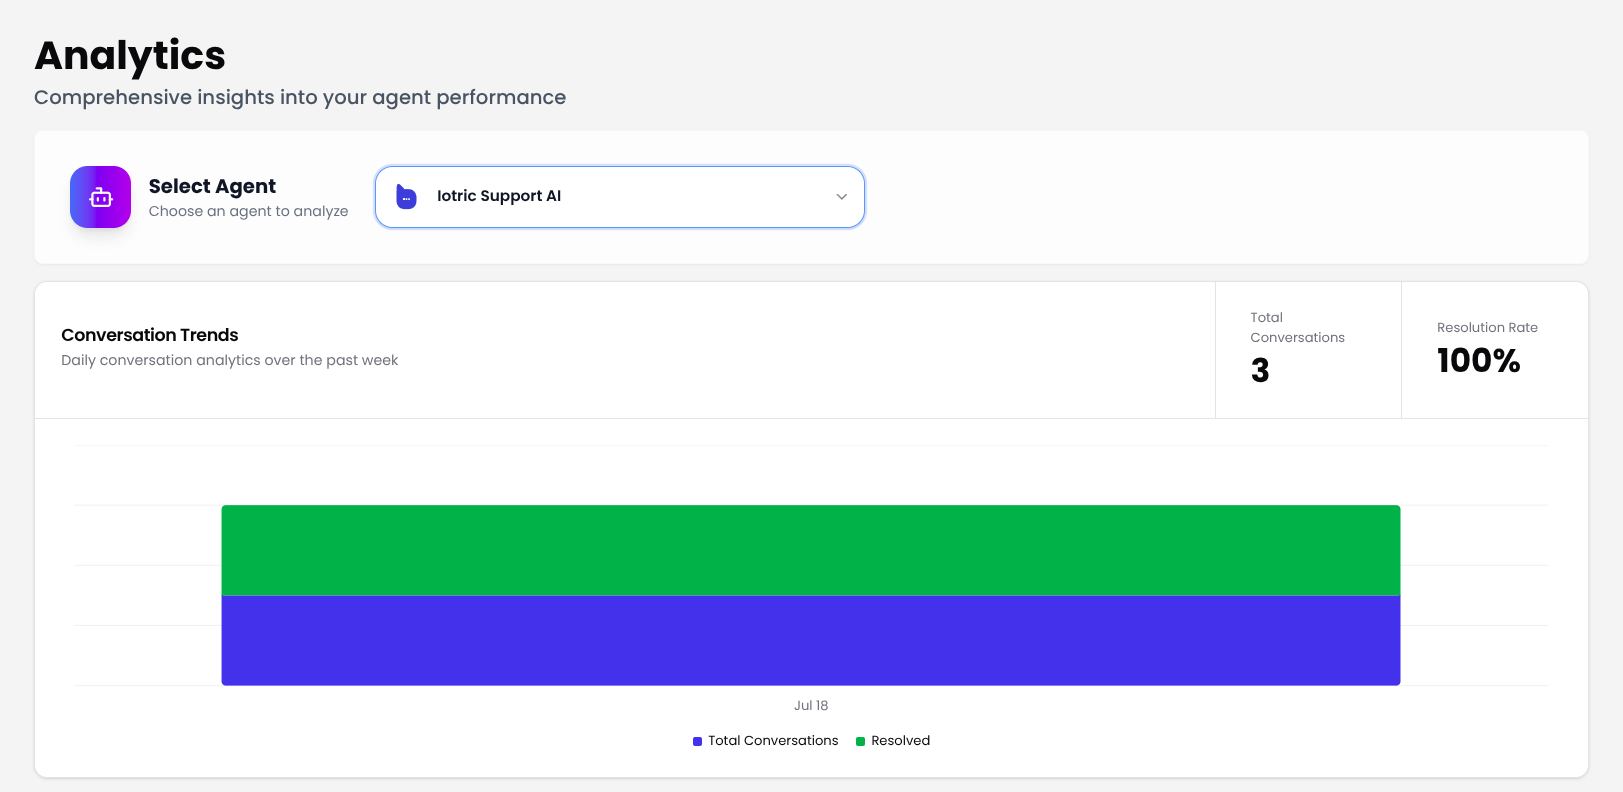 Analytics
Comprehensive insights into your agent performance
Select Agent
Choose an agent to analyze
Iotric Support AI
Conversation Trends
Daily conversation analytics over the past week
Total
Conversations
3
Resolution Rate
100%
Jul 18
Total Conversations
Resolved